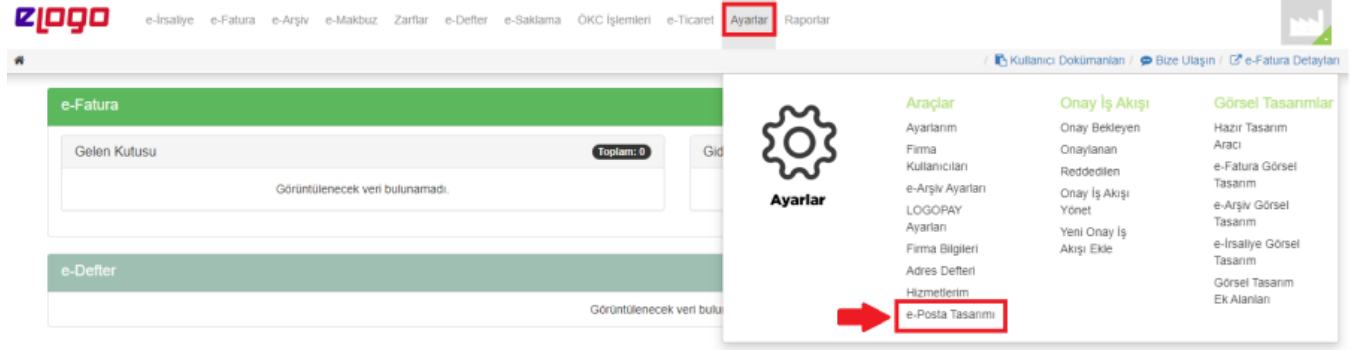 eLOGO
e-İrsaliye e-Fatura e-Arşiv e-Makbuz Zarflar e-Defter e-Saklama ÖKC İşlemleri e-Ticaret Ayarlar Raporlar
/ Kullanıcı Dokümanları / Bize Ulaşın / e-Fatura Detayları
e-Fatura
Gelen Kutusu Toplam: 0
Gid
Görüntülenecek veri bulunamadı.
e-Defter
Görüntülenecek veri bulu
Ayarlar
Araçlar
Ayarlarım
Firma
Kullanıcıları
e-Arşiv Ayarları
LOGOPAY
Ayarları
Firma Bilgileri
Adres Defteri
Hizmetlerim
e-Posta Tasarımı
Onay İş Akışı
Onay Bekleyen
Onaylanan
Reddedilen
Onay İş Akışı
Yönet
Yeni Onay İş
Akışı Ekle
Görsel Tasarımlar
Hazır Tasarım
Aracı
e-Fatura Görsel
Tasarım
e-Arşiv Görsel
Tasarım
e-İrsaliye Görsel
Tasarım
Görsel Tasarım
Ek Alanları